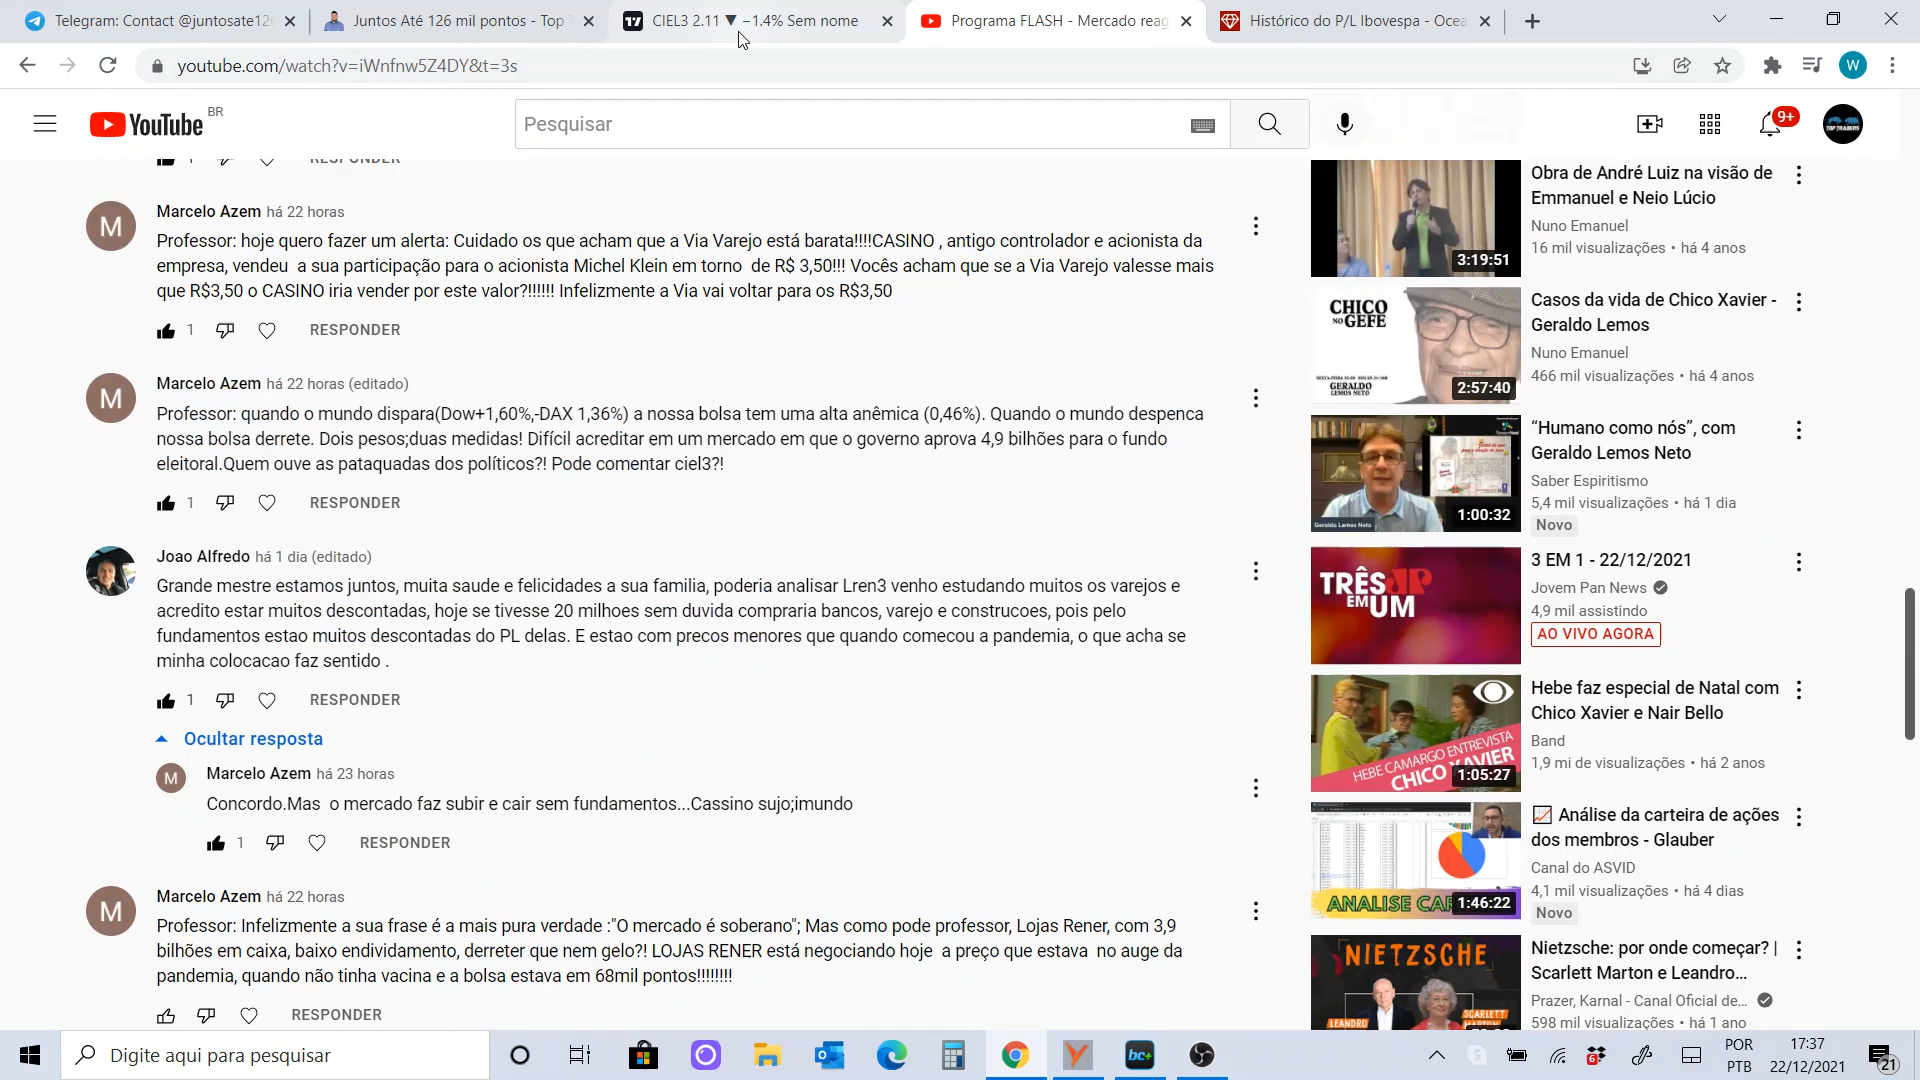 Telegram: Contact @juntosate12
Juntos Até 126 mil pontos - Top
CIEL3 2.11 ▼ −1.4% Sem nome
Programa FLASH - Mercado reag
Histórico do P/L Ibovespa - Ocea
youtube.com/watch?v=iWnfnw5Z4DY&t=3s
W
YouTube BR
Pesquisar
9+
TOP TRADERS
1 RESPONDER
M
Marcelo Azem há 22 horas
Professor: hoje quero fazer um alerta: Cuidado os que acham que a Via Varejo está barata!!!!CASINO , antigo controlador e acionista da
empresa, vendeu a sua participação para o acionista Michel Klein em torno de R$ 3,50!!! Vocês acham que se a Via Varejo valesse mais
que R$3,50 o CASINO iria vender por este valor?!!!!!! Infelizmente a Via vai voltar para os R$3,50
1 RESPONDER
M
Marcelo Azem há 22 horas (editado)
Professor: quando o mundo dispara(Dow+1,60%,-DAX 1,36%) a nossa bolsa tem uma alta anêmica (0,46%). Quando o mundo despenca
nossa bolsa derrete. Dois pesos;duas medidas! Difícil acreditar em um mercado em que o governo aprova 4,9 bilhões para o fundo
eleitoral.Quem ouve as pataquadas dos políticos?! Pode comentar ciel3?!
1 RESPONDER
Joao Alfredo há 1 dia (editado)
Grande mestre estamos juntos, muita saude e felicidades a sua familia, poderia analisar Lren3 venho estudando muitos os varejos e
acredito estar muitos descontadas, hoje se tivesse 20 milhoes sem duvida compraria bancos, varejo e construcoes, pois pelo
fundamentos estao muitos descontadas do PL delas. E estao com precos menores que quando comecou a pandemia, o que acha se
minha colocacao faz sentido .
1 RESPONDER
Ocultar resposta
M
Marcelo Azem há 23 horas
Concordo.Mas o mercado faz subir e cair sem fundamentos...Cassino sujo;imundo
1 RESPONDER
M
Marcelo Azem há 22 horas
Professor: Infelizmente a sua frase é a mais pura verdade :"O mercado é soberano"; Mas como pode professor, Lojas Rener, com 3,9
bilhões em caixa, baixo endividamento, derreter que nem gelo?! LOJAS RENER está negociando hoje a preço que estava no auge da
pandemia, quando não tinha vacina e a bolsa estava em 68mil pontos!!!!!!!!
RESPONDER
3:19:51
Obra de André Luiz na visão de
Emmanuel e Neio Lúcio
Nuno Emanuel
16 mil visualizações • há 4 anos
CHICO
NO GEFE
GERALDO
LEMOS NETO
2:57:40
Casos da vida de Chico Xavier -
Geraldo Lemos
Nuno Emanuel
466 mil visualizações • há 4 anos
Geraldo Lemos Neto
1:00:32
“Humano como nós”, com
Geraldo Lemos Neto
Saber Espiritismo
5,4 mil visualizações • há 1 dia
Novo
TRÊS JP
EM UM
3 EM 1 - 22/12/2021
Jovem Pan News
4,9 mil assistindo
AO VIVO AGORA
HEBE CAMARGO ENTREVISTA
CHICO XAVIER
1:05:27
Hebe faz especial de Natal com
Chico Xavier e Nair Bello
Band
1,9 mi de visualizações • há 2 anos
ANALISE CAR
1:46:22
Análise da carteira de ações
dos membros - Glauber
Canal do ASVID
4,1 mil visualizações • há 4 dias
Novo
NIETZSCHE
LEANDRO
SCARLETT
MARTON
Nietzsche: por onde começar? |
Scarlett Marton e Leandro...
Prazer, Karnal - Canal Oficial de...
598 mil visualizações • há 1 ano
Digite aqui para pesquisar
bc+
6
POR
PTB
17:37
22/12/2021
21